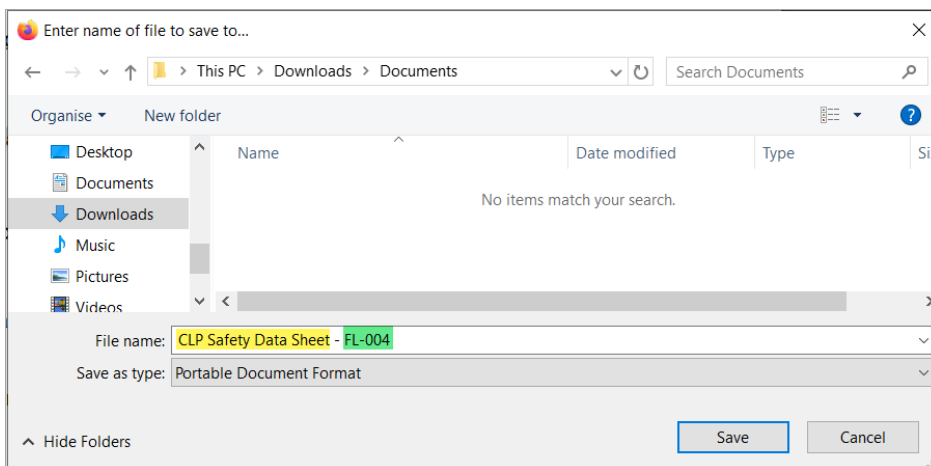 Enter name of file to save to...
This PC > Downloads > Documents
Search Documents
Organise
New folder
?
Name
Date modified
Type
Si
No items match your search.
Desktop
Documents
Downloads
Music
Pictures
Videos
File name: CLP Safety Data Sheet - FL-004
Save as type: Portable Document Format
Hide Folders
Save
Cancel